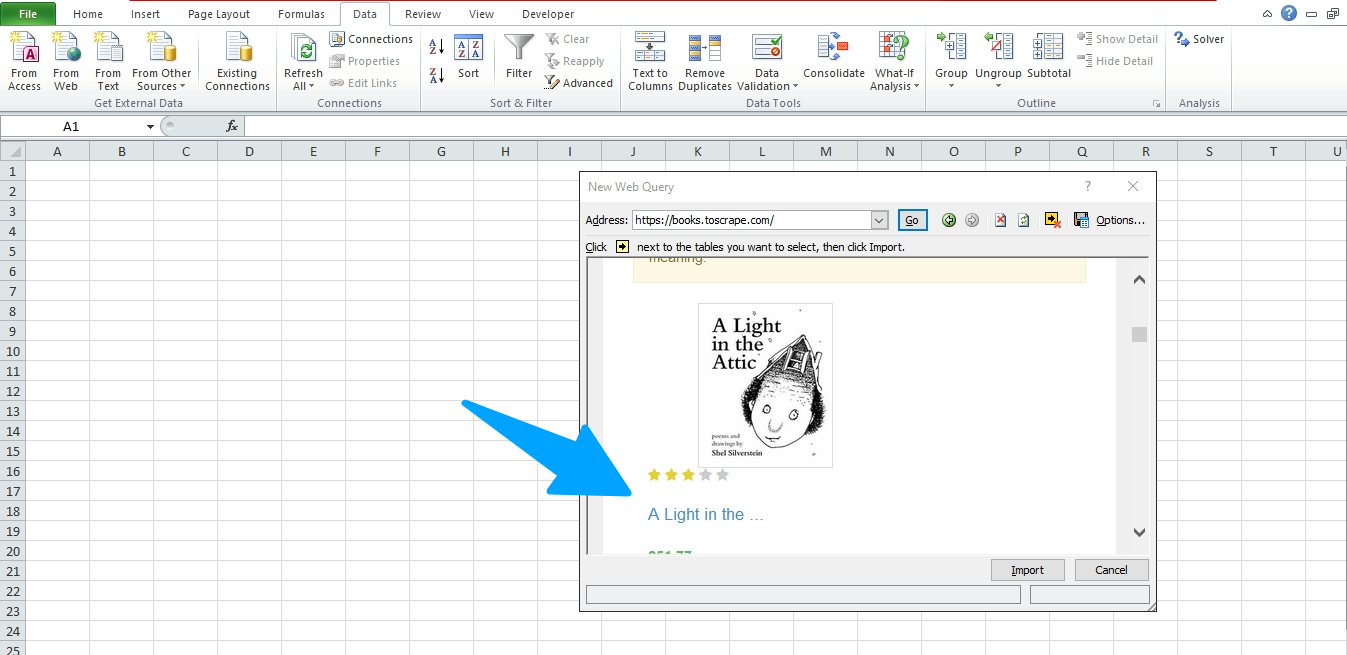 File Home Insert Page Layout Formulas Data Review View Developer
From Access From Web From Text From Other Sources Existing Connections
Get External Data
Refresh All Connections Properties Edit Links
Connections
Sort Filter Clear Reapply Advanced
Sort & Filter
Text to Columns Remove Duplicates Data Validation Consolidate What-If Analysis
Data Tools
Group Ungroup Subtotal Show Detail Hide Detail
Outline
Solver
Analysis
A1 fx
A B C D E F G H I J K L M N O P Q R S T U
1
2
3
4
5
6
7
8
9
10
11
12
13
14
15
16
17
18
19
20
21
22
23
24
25
New Web Query ?
Address: https://books.toscrape.com/ Go Options...
Click next to the tables you want to select, then click Import.
meaning.
A Light
in the
Attic
poems and
drawings by
Shel Silverstein
A Light in the ...
Import Cancel